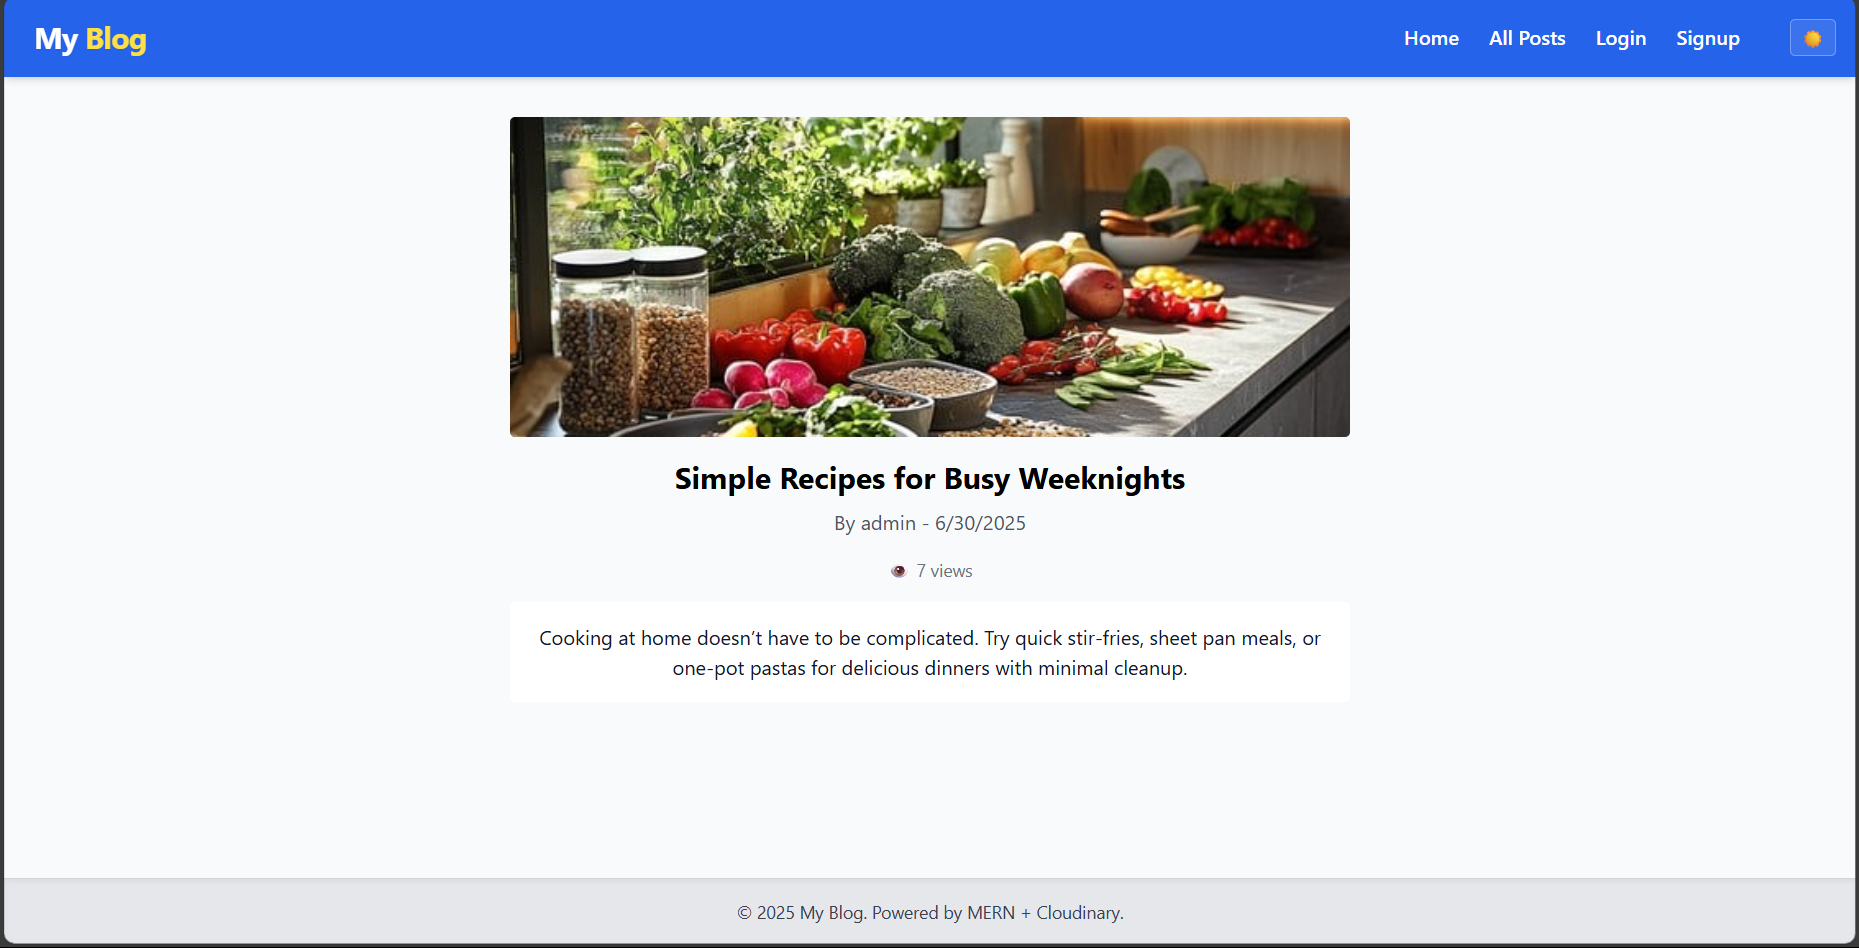 My Blog
Home
All Posts
Login
Signup
Simple Recipes for Busy Weeknights
By admin - 6/30/2025
7 views
Cooking at home doesn’t have to be complicated. Try quick stir-fries, sheet pan meals, or
one-pot pastas for delicious dinners with minimal cleanup.
© 2025 My Blog. Powered by MERN + Cloudinary.